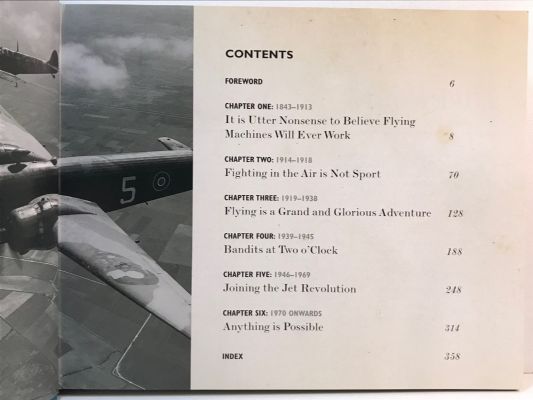 CONTENTS
FOREWORD 6
CHAPTER ONE: 1843–1913
It is Utter Nonsense to Believe Flying
Machines Will Ever Work 8
CHAPTER TWO: 1914–1918
Fighting in the Air is Not Sport 70
CHAPTER THREE: 1919–1938
Flying is a Grand and Glorious Adventure 128
CHAPTER FOUR: 1939–1945
Bandits at Two o'Clock 188
CHAPTER FIVE: 1946–1969
Joining the Jet Revolution 248
CHAPTER SIX: 1970 ONWARDS
Anything is Possible 314
INDEX 358
5